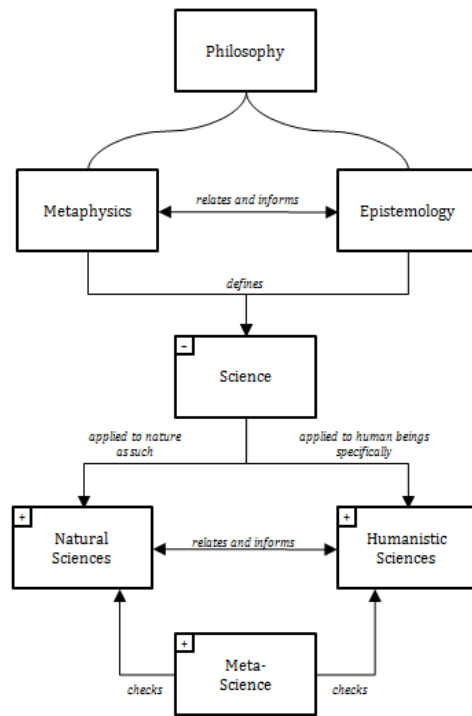 Philosophy
Metaphysics
relates and informs
Epistemology
defines
-
Science
applied to nature
as such
applied to human beings
specifically
+
Natural
Sciences
relates and informs
+
Humanistic
Sciences
+
Meta-
Science
checks
checks